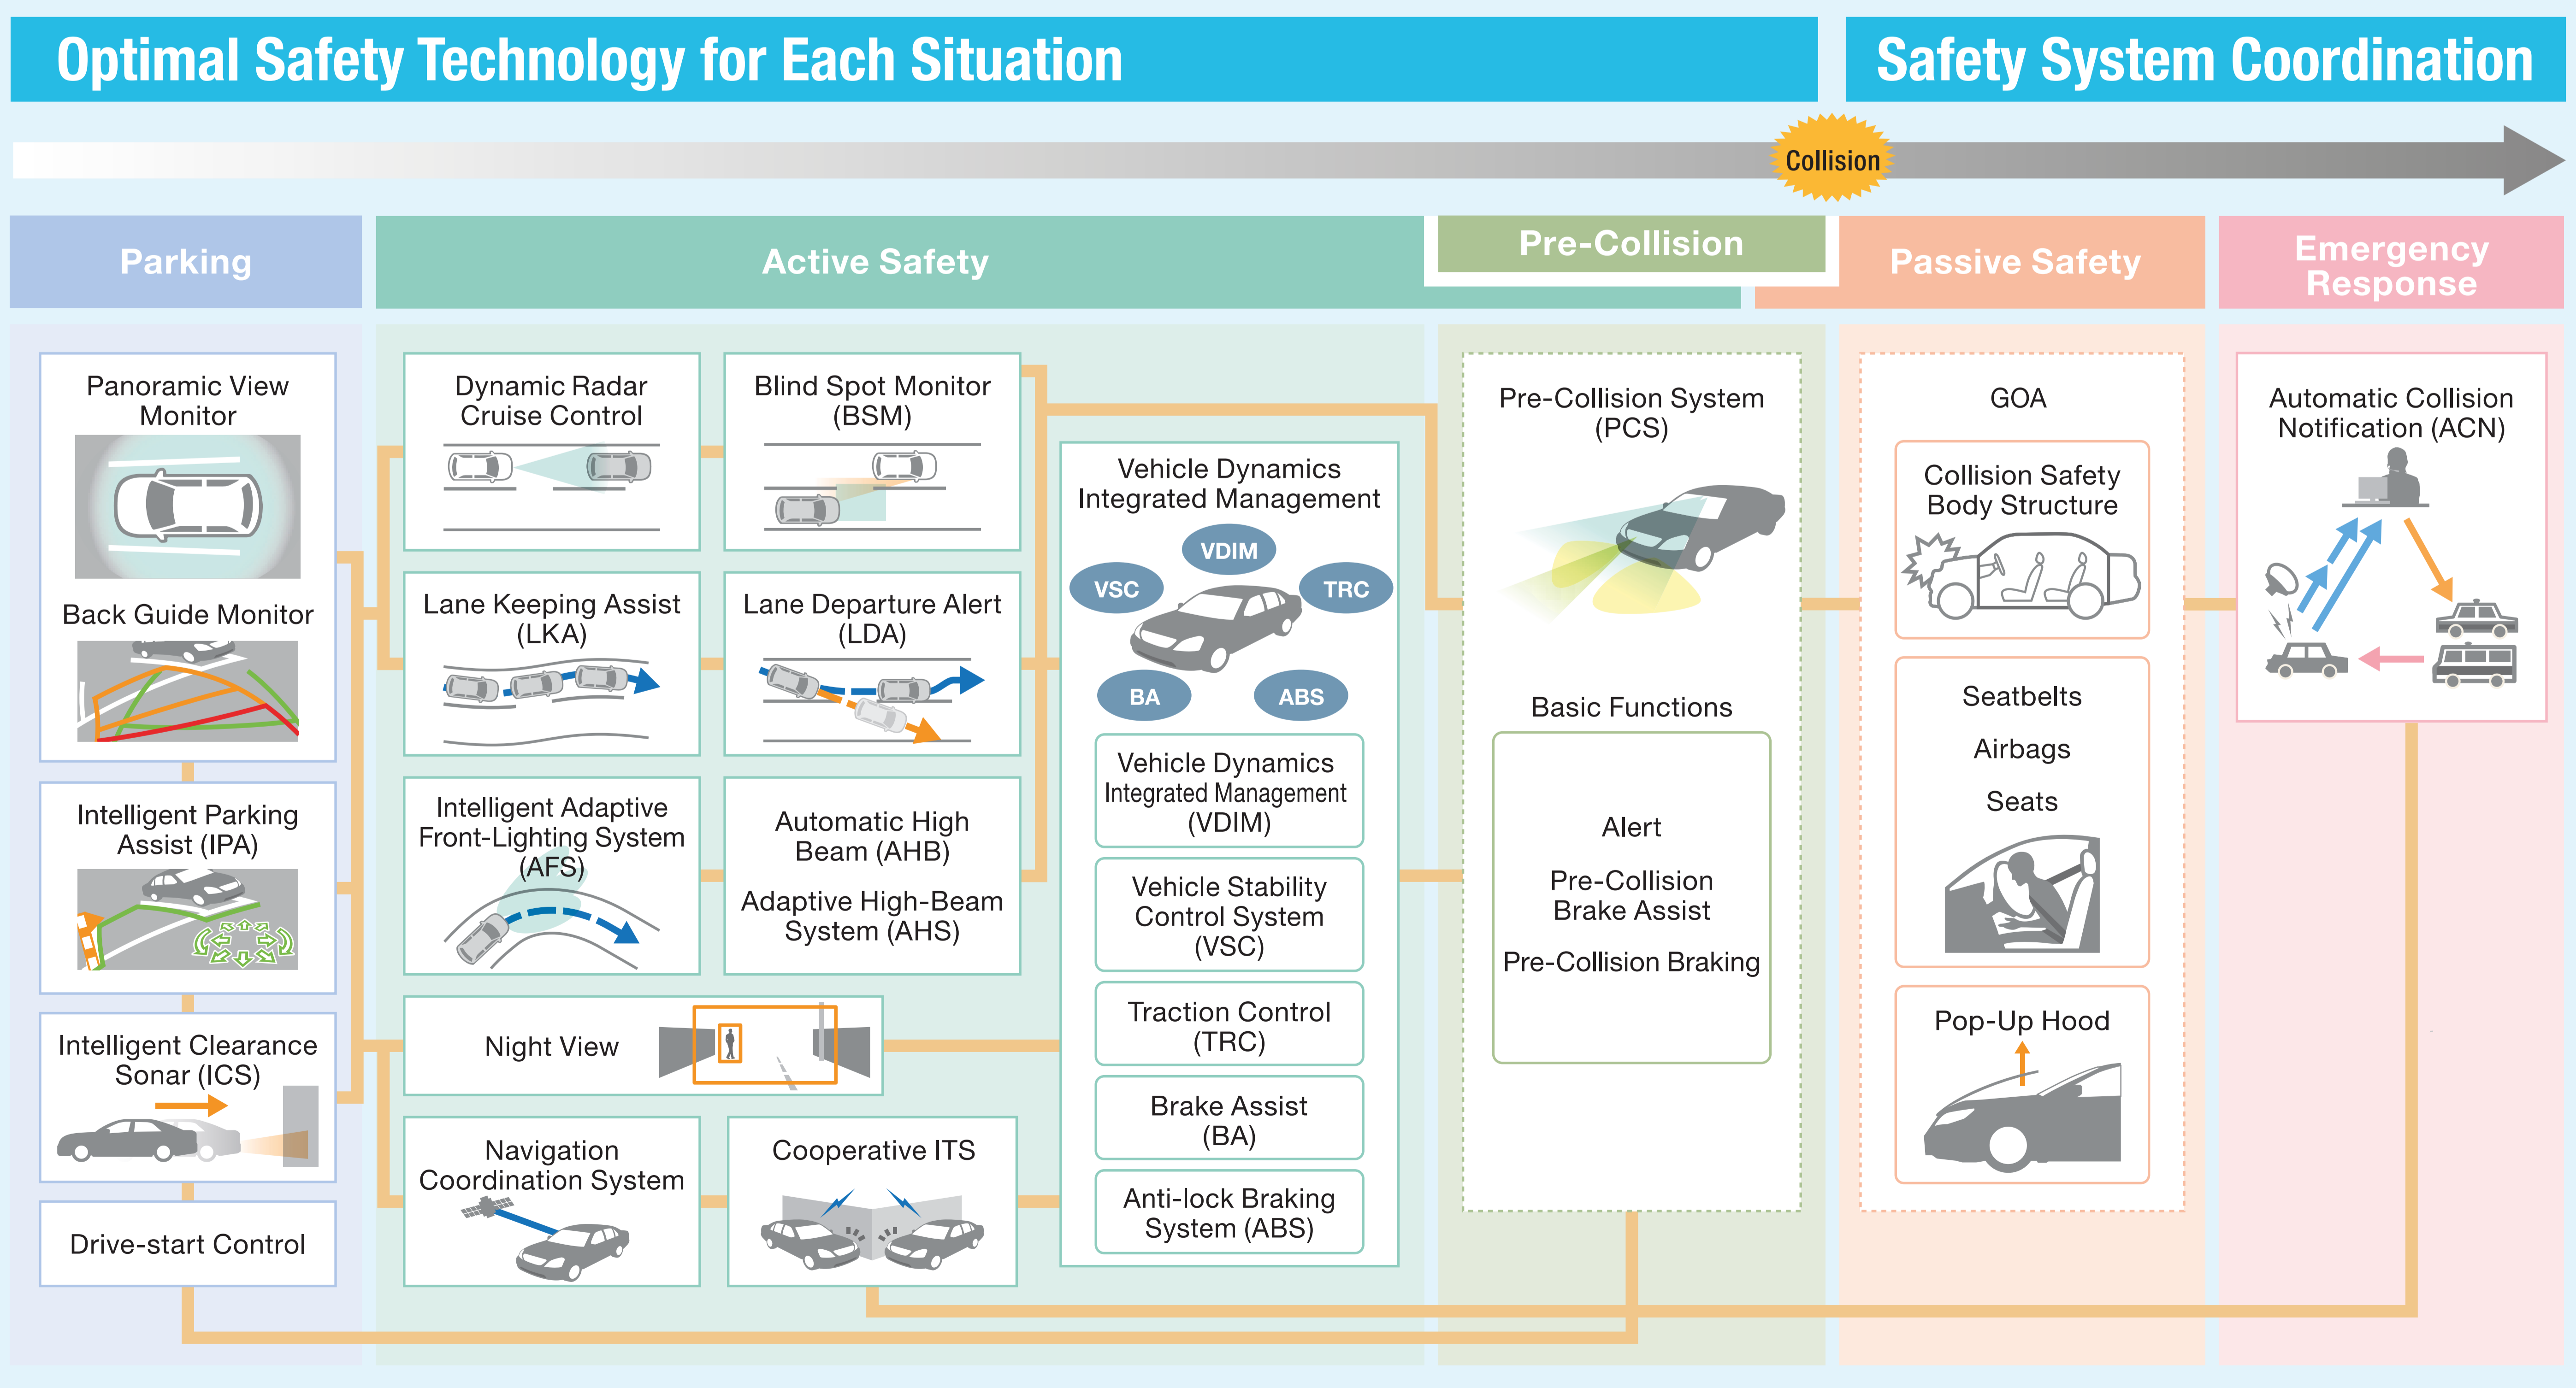 Optimal Safety Technology for Each Situation
Safety System Coordination
Collision
Parking
Active Safety
Pre-Collision
Passive Safety
Emergency
Response
Panoramic View
Monitor
Back Guide Monitor
Intelligent Parking
Assist (IPA)
Intelligent Clearance
Sonar (ICS)
Drive-start Control
Dynamic Radar
Cruise Control
Blind Spot Monitor
(BSM)
Lane Keeping Assist
(LKA)
Lane Departure Alert
(LDA)
Intelligent Adaptive
Front-Lighting System
(AFS)
Automatic High
Beam (AHB)
Adaptive High-Beam
System (AHS)
Night View
Navigation
Coordination System
Cooperative ITS
Vehicle Dynamics
Integrated Management
VDIM
VSC
TRC
BA
ABS
Vehicle Dynamics
Integrated Management
(VDIM)
Vehicle Stability
Control System
(VSC)
Traction Control
(TRC)
Brake Assist
(BA)
Anti-lock Braking
System (ABS)
Pre-Collision System
(PCS)
Basic Functions
Alert
Pre-Collision
Brake Assist
Pre-Collision Braking
GOA
Collision Safety
Body Structure
Seatbelts
Airbags
Seats
Pop-Up Hood
Automatic Collision
Notification (ACN)